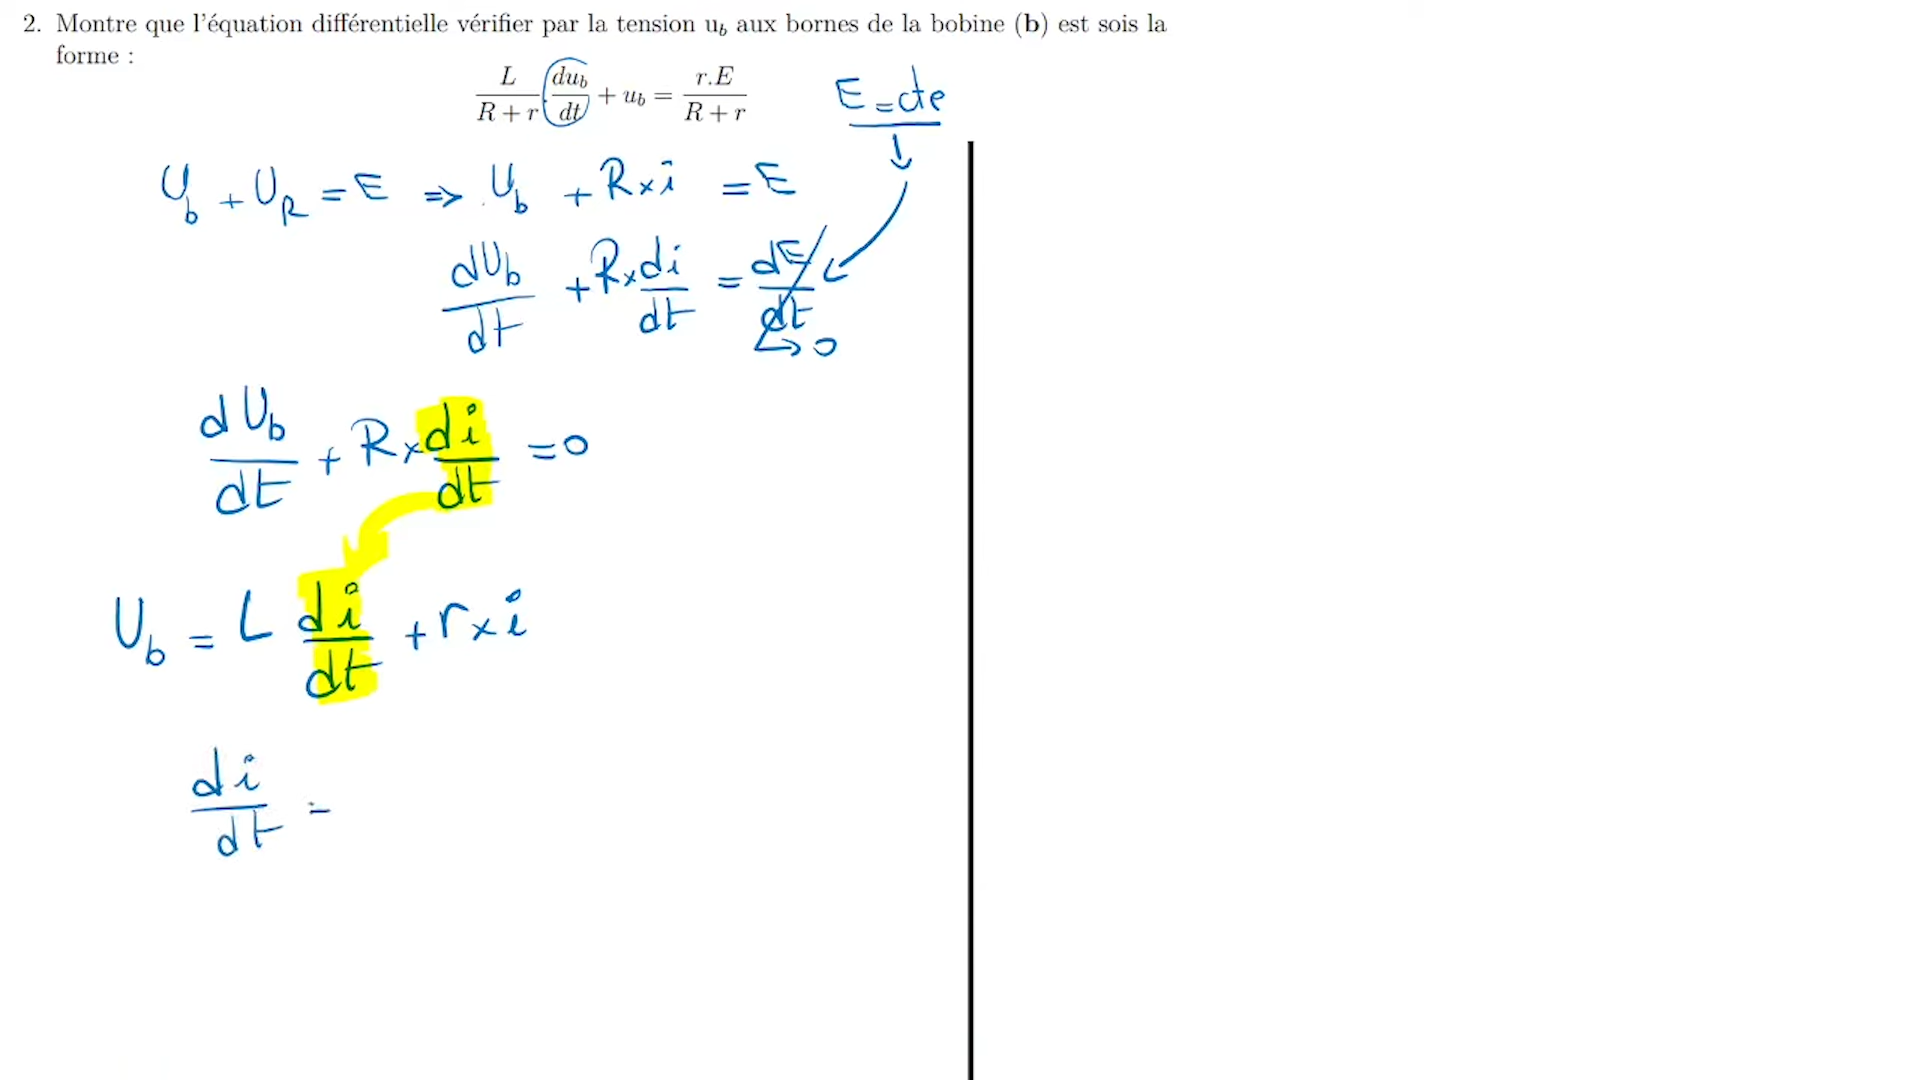 2. Montre que l'équation différentielle vérifier par la tension u_b aux bornes de la bobine (b) est sois la
forme :
L/(R+r) . du_b/dt + u_b = r.E/(R+r)
E = cte
U_b + U_R = E => U_b + R×i = E
dU_b/dt + R×di/dt = dE/dt
→ 0
dU_b/dt + R×di/dt = 0
U_b = L di/dt + r×i
di/dt =